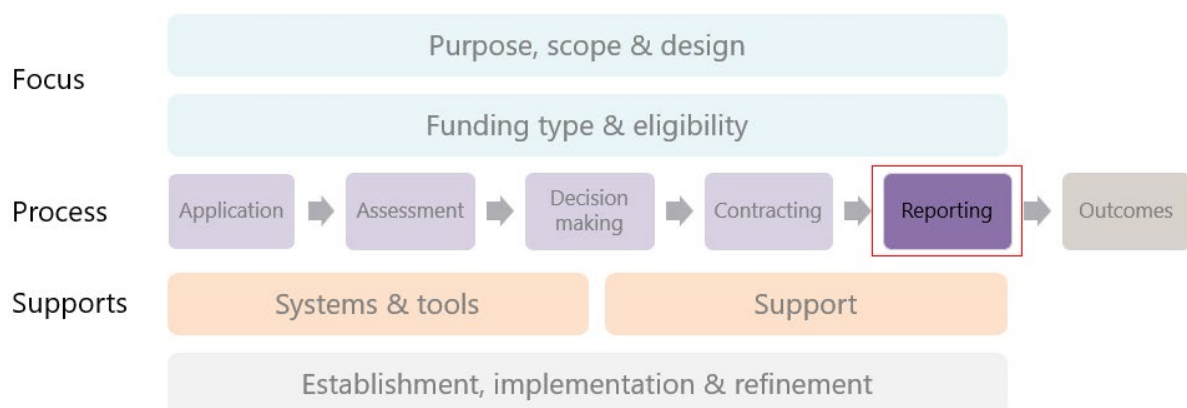 Purpose, scope & design
Focus
Funding type & eligibility
Process
Application
Assessment
Decision
making
Contracting
Reporting
Outcomes
Supports
Systems & tools
Support
Establishment, implementation & refinement